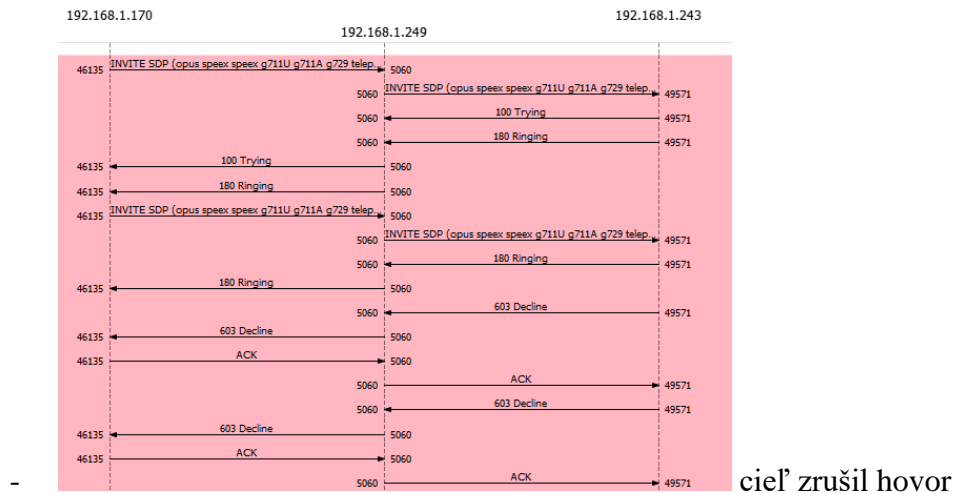 192.168.1.170 192.168.1.249 192.168.1.243
46135 INVITE SDP (opus speex speex g711U g711A g729 telep... 5060
5060 INVITE SDP (opus speex speex g711U g711A g729 telep... 49571
5060 100 Trying 49571
5060 180 Ringing 49571
46135 100 Trying 5060
46135 180 Ringing 5060
46135 INVITE SDP (opus speex speex g711U g711A g729 telep... 5060
5060 INVITE SDP (opus speex speex g711U g711A g729 telep... 49571
5060 180 Ringing 49571
46135 180 Ringing 5060
5060 603 Decline 49571
46135 603 Decline 5060
46135 ACK 5060
5060 ACK 49571
5060 603 Decline 49571
46135 603 Decline 5060
46135 ACK 5060
5060 ACK 49571
- cieľ zrušil hovor